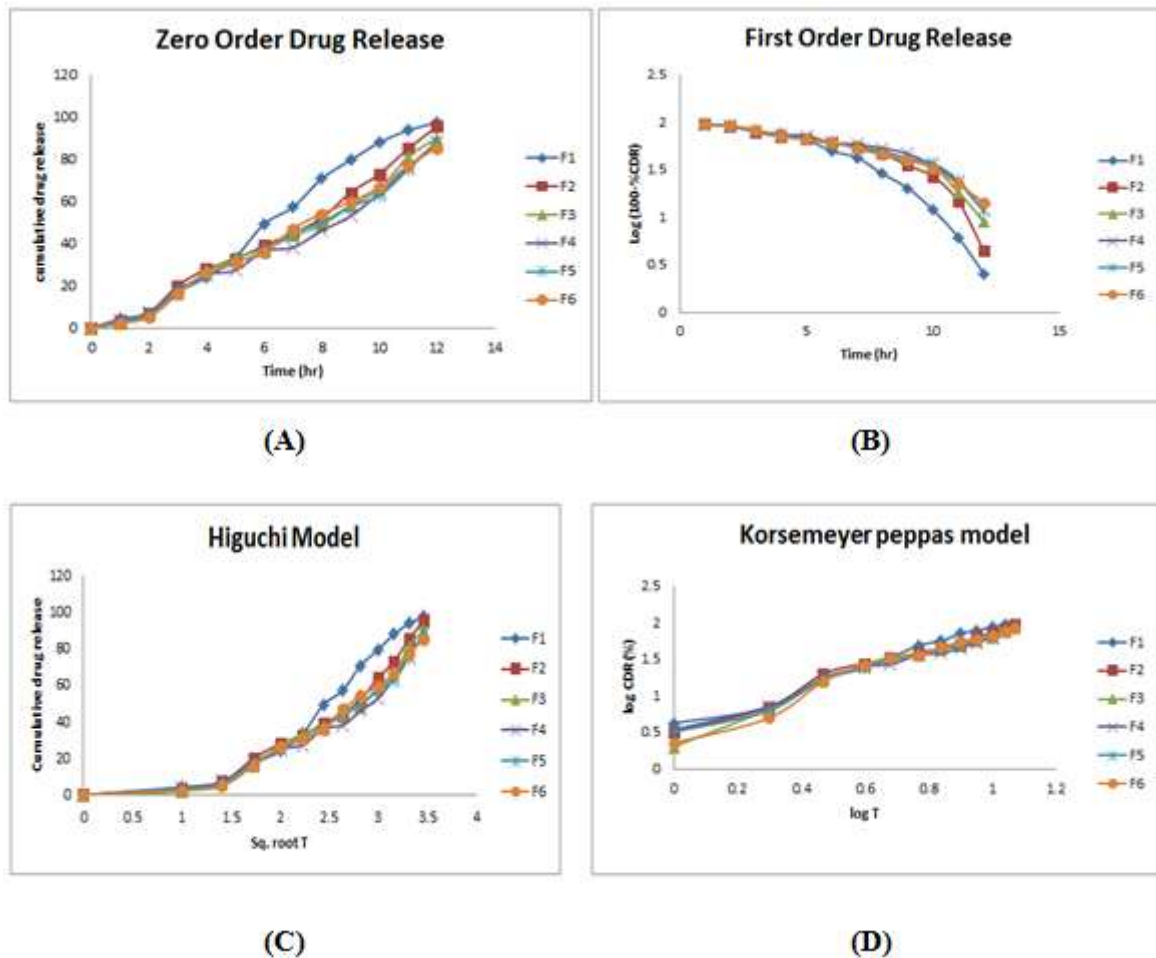 Zero Order Drug Release
120
100
80
60
40
20
0
cumulative drug release
0 2 4 6 8 10 12 14
Time (hr)
F1
F2
F3
F4
F5
F6
(A)
First Order Drug Release
2.5
2
1.5
1
0.5
0
Log (100-%CDR)
0 5 10 15
Time (hr)
F1
F2
F3
F4
F5
F6
(B)
Higuchi Model
120
100
80
60
40
20
0
Cumulative drug release
0 0.5 1 1.5 2 2.5 3 3.5 4
Sq. root T
F1
F2
F3
F4
F5
F6
(C)
Korsemeyer peppas model
2.5
2
1.5
1
0.5
0
log CDR (%)
0 0.2 0.4 0.6 0.8 1 1.2
log T
F1
F2
F3
F4
F5
F6
(D)